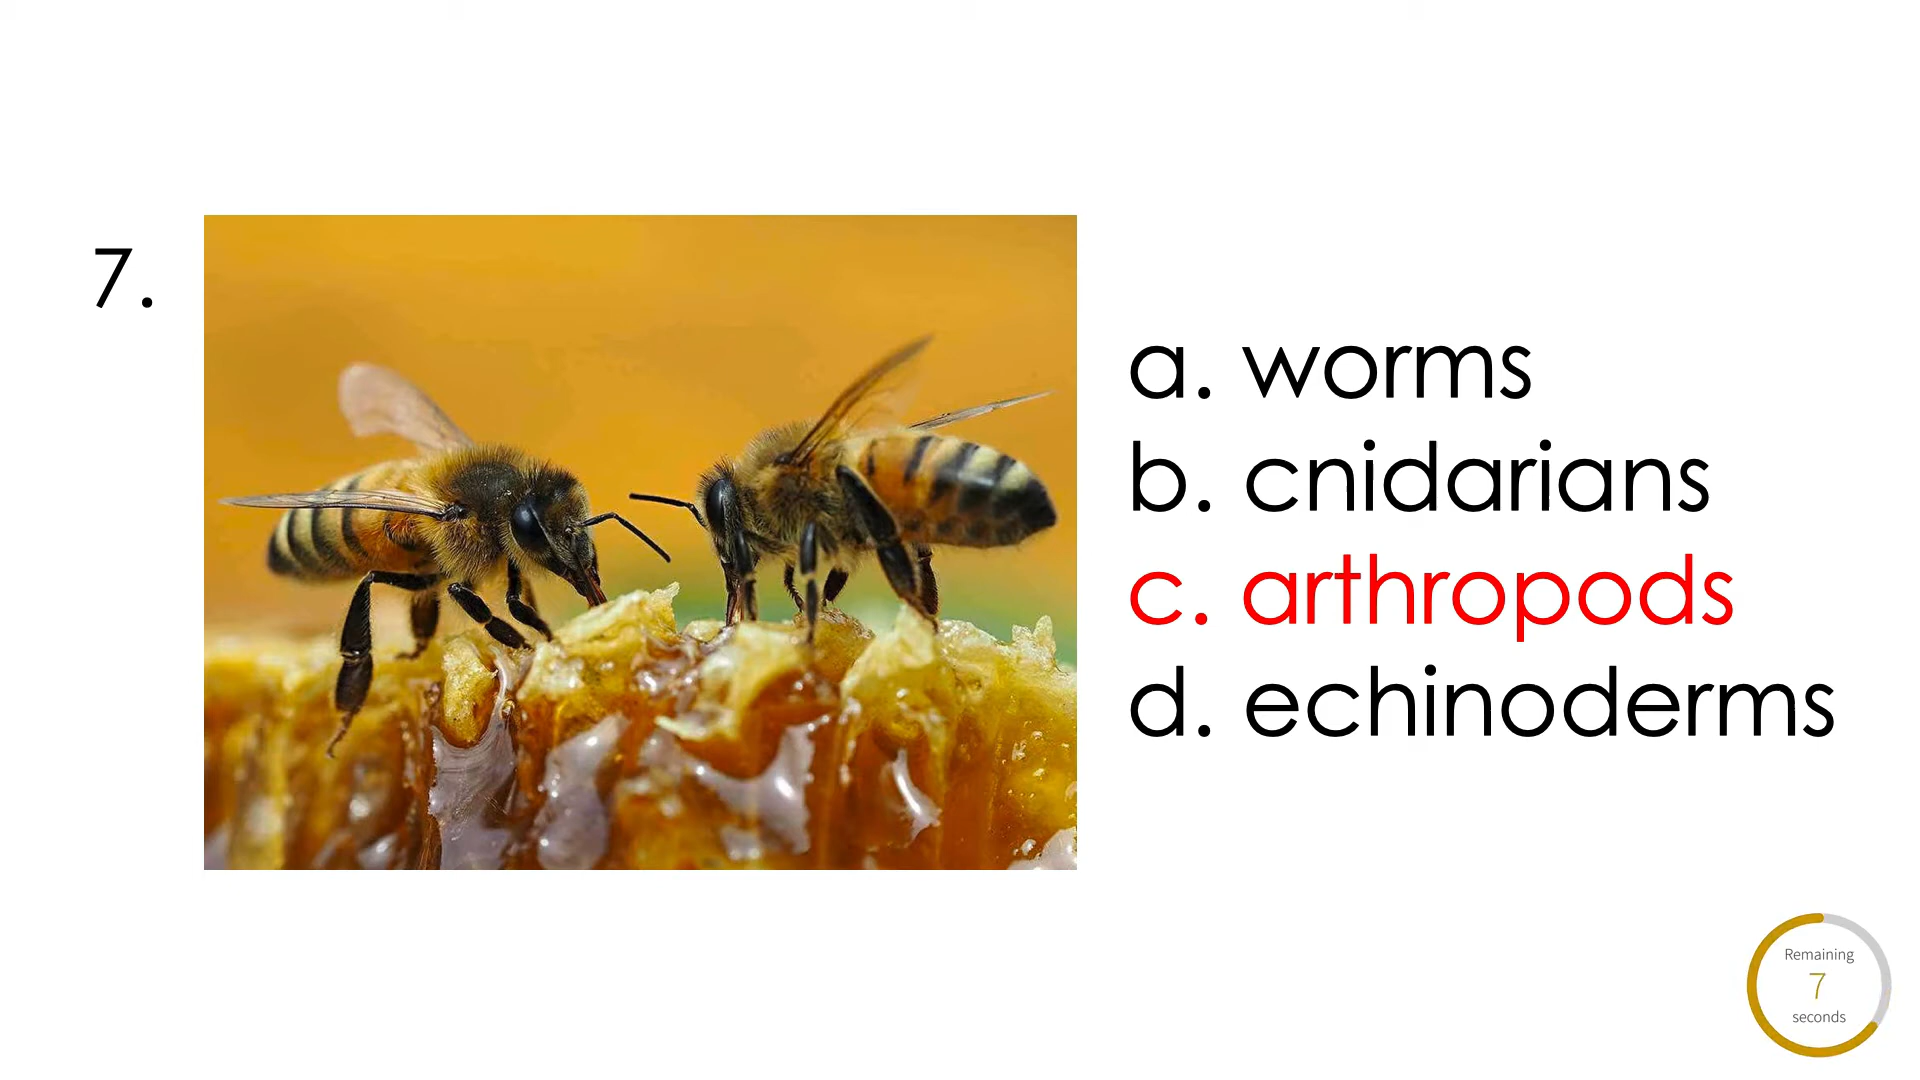 7.
a. worms
b. cnidarians
c. arthropods
d. echinoderms
Remaining
7
seconds